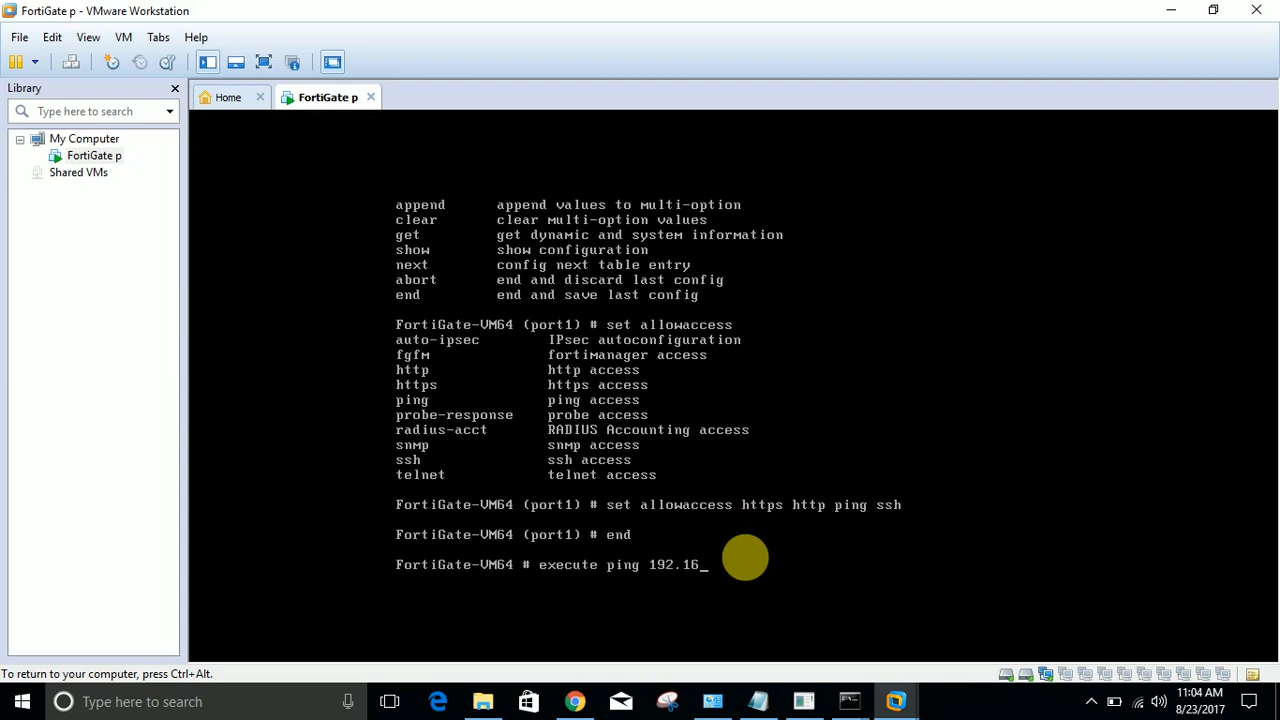 FortiGate p - VMware Workstation
File Edit View VM Tabs Help
Library
Home
FortiGate p
Type here to search
My Computer
FortiGate p
Shared VMs
append append values to multi-option
clear clear multi-option values
get get dynamic and system information
show show configuration
next config next table entry
abort end and discard last config
end end and save last config
FortiGate-VM64 (port1) # set allowaccess
auto-ipsec IPsec autoconfiguration
fgfm fortimanager access
http http access
https https access
ping ping access
probe-response probe access
radius-acct RADIUS Accounting access
snmp snmp access
ssh ssh access
telnet telnet access
FortiGate-VM64 (port1) # set allowaccess https http ping ssh
FortiGate-VM64 (port1) # end
FortiGate-VM64 # execute ping 192.16_
To return to your computer, press Ctrl+Alt.
Type here to search
11:04 AM
8/23/2017